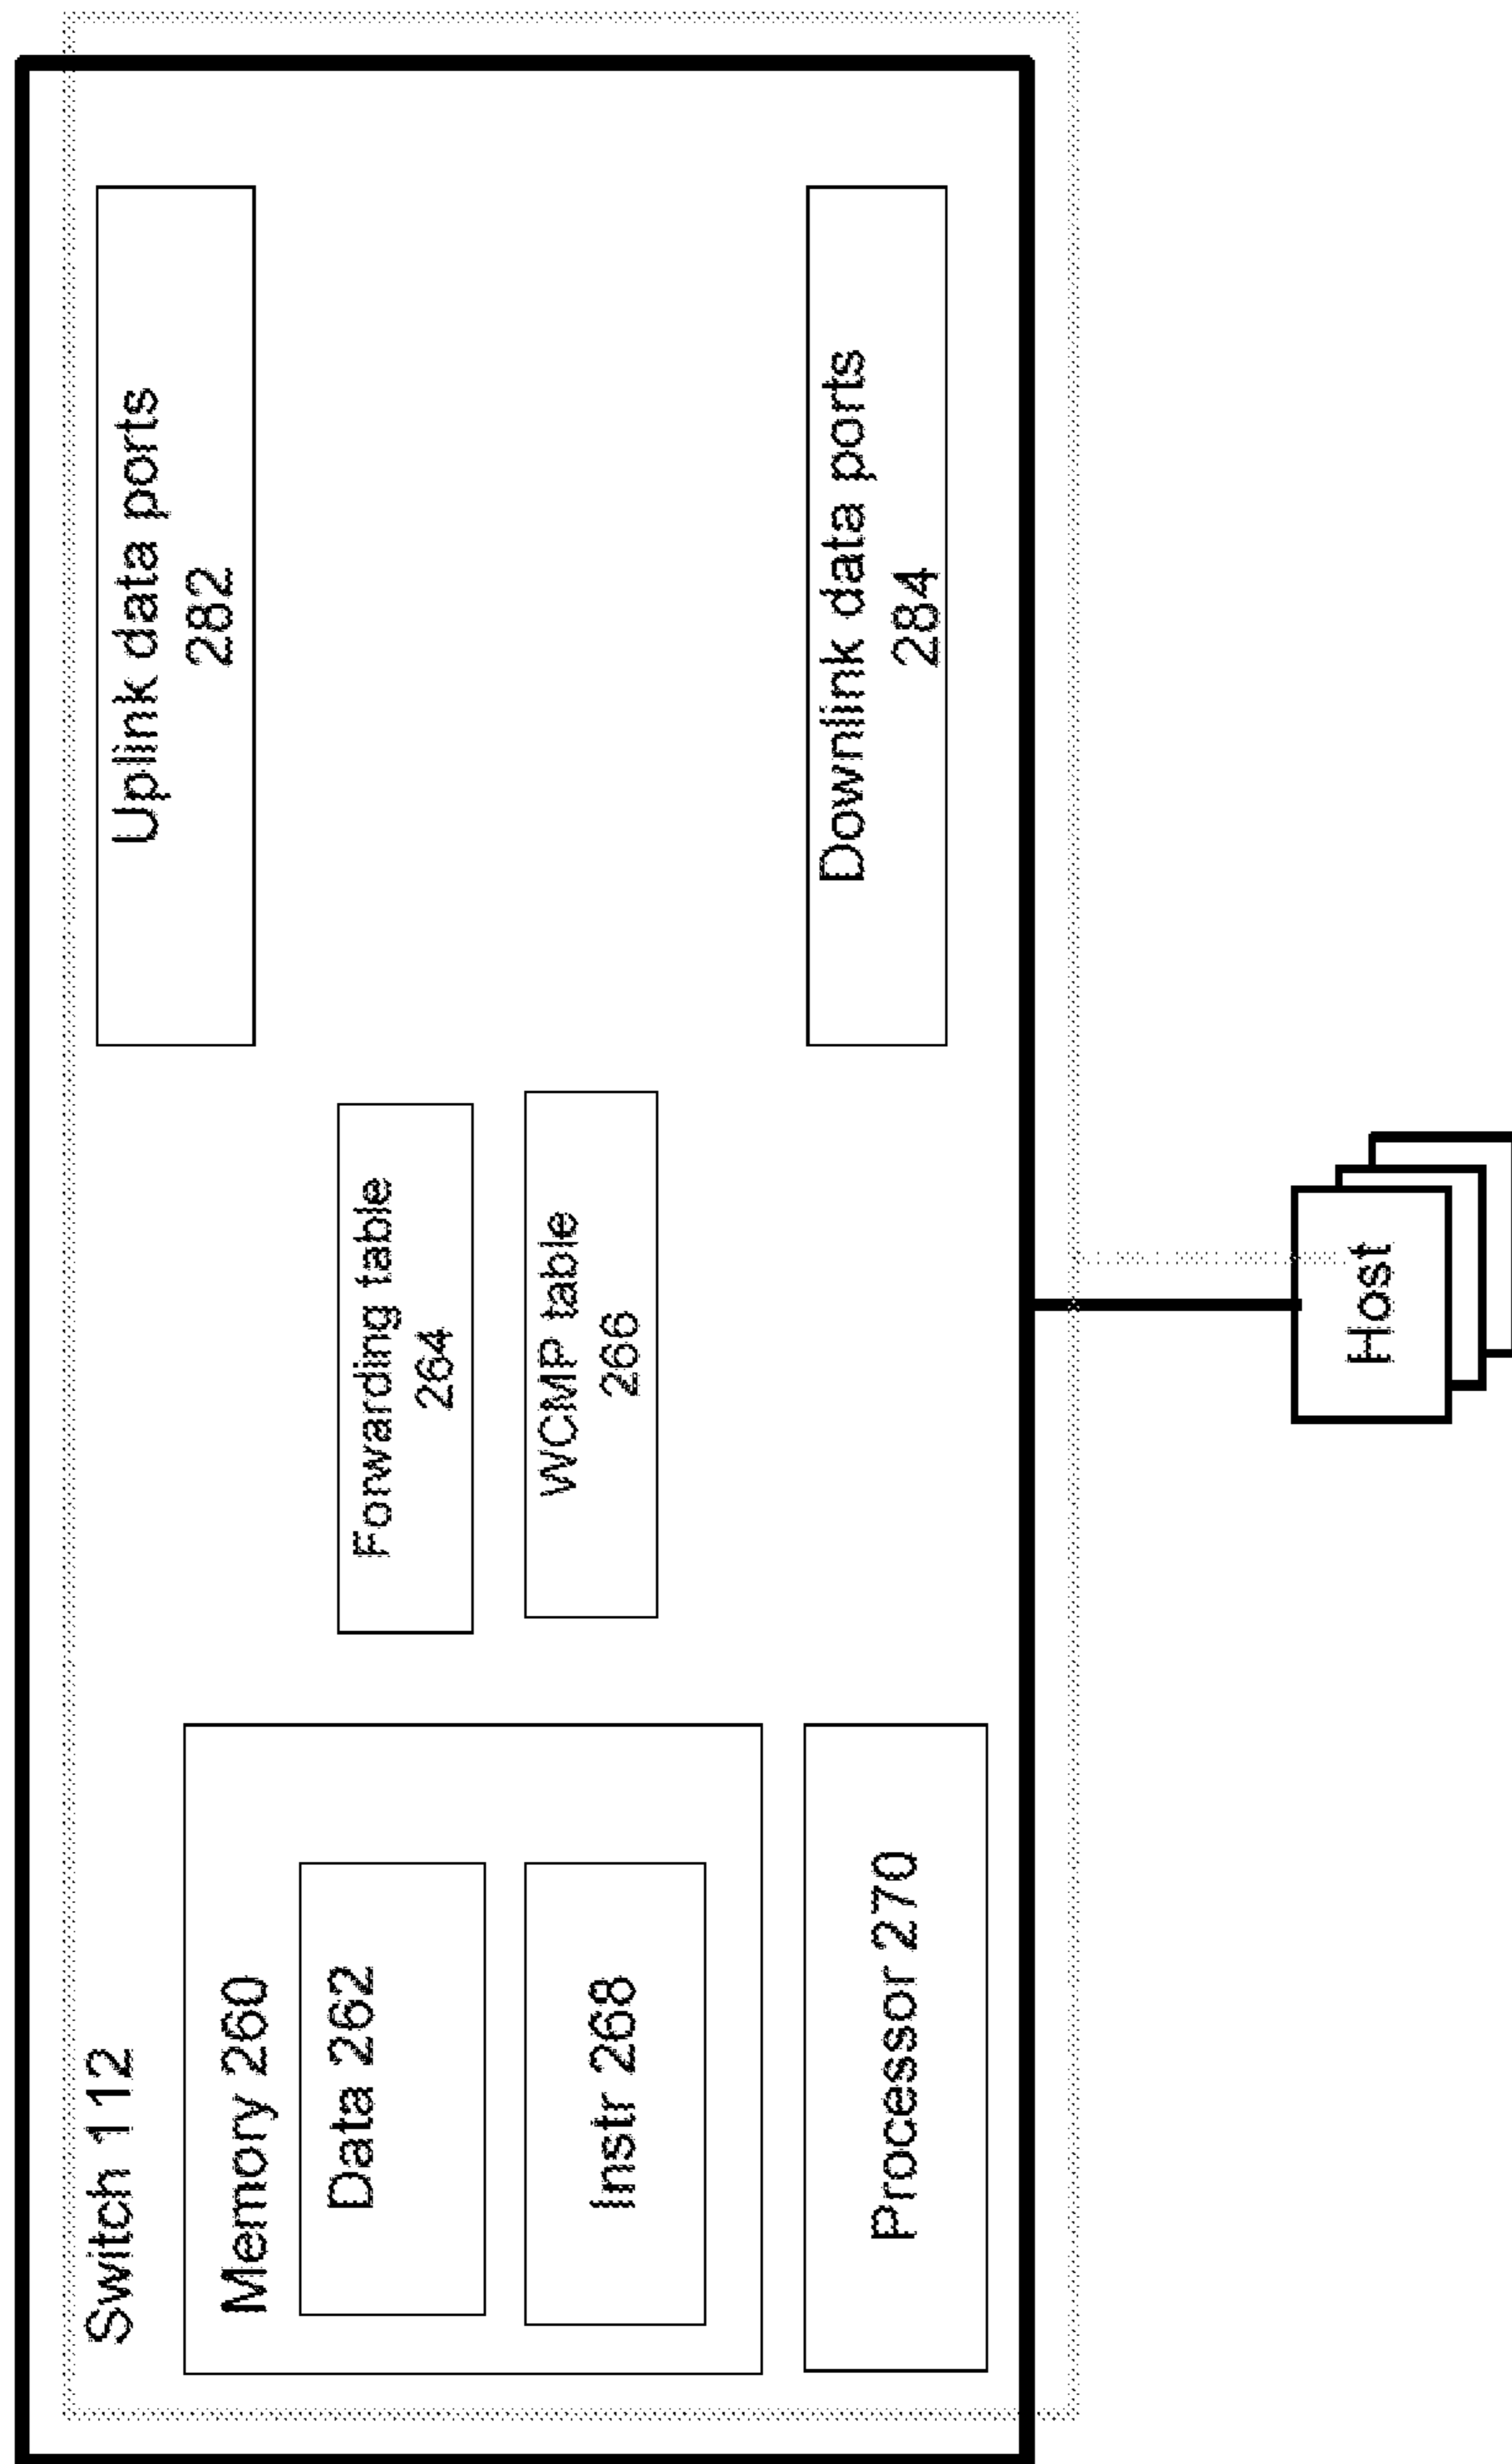 Switch 112
Memory 260
Data 262
Instr 268
Processor 270
Forwarding table
264
WCMP table
266
Uplink data ports
282
Downlink data ports
284
Host